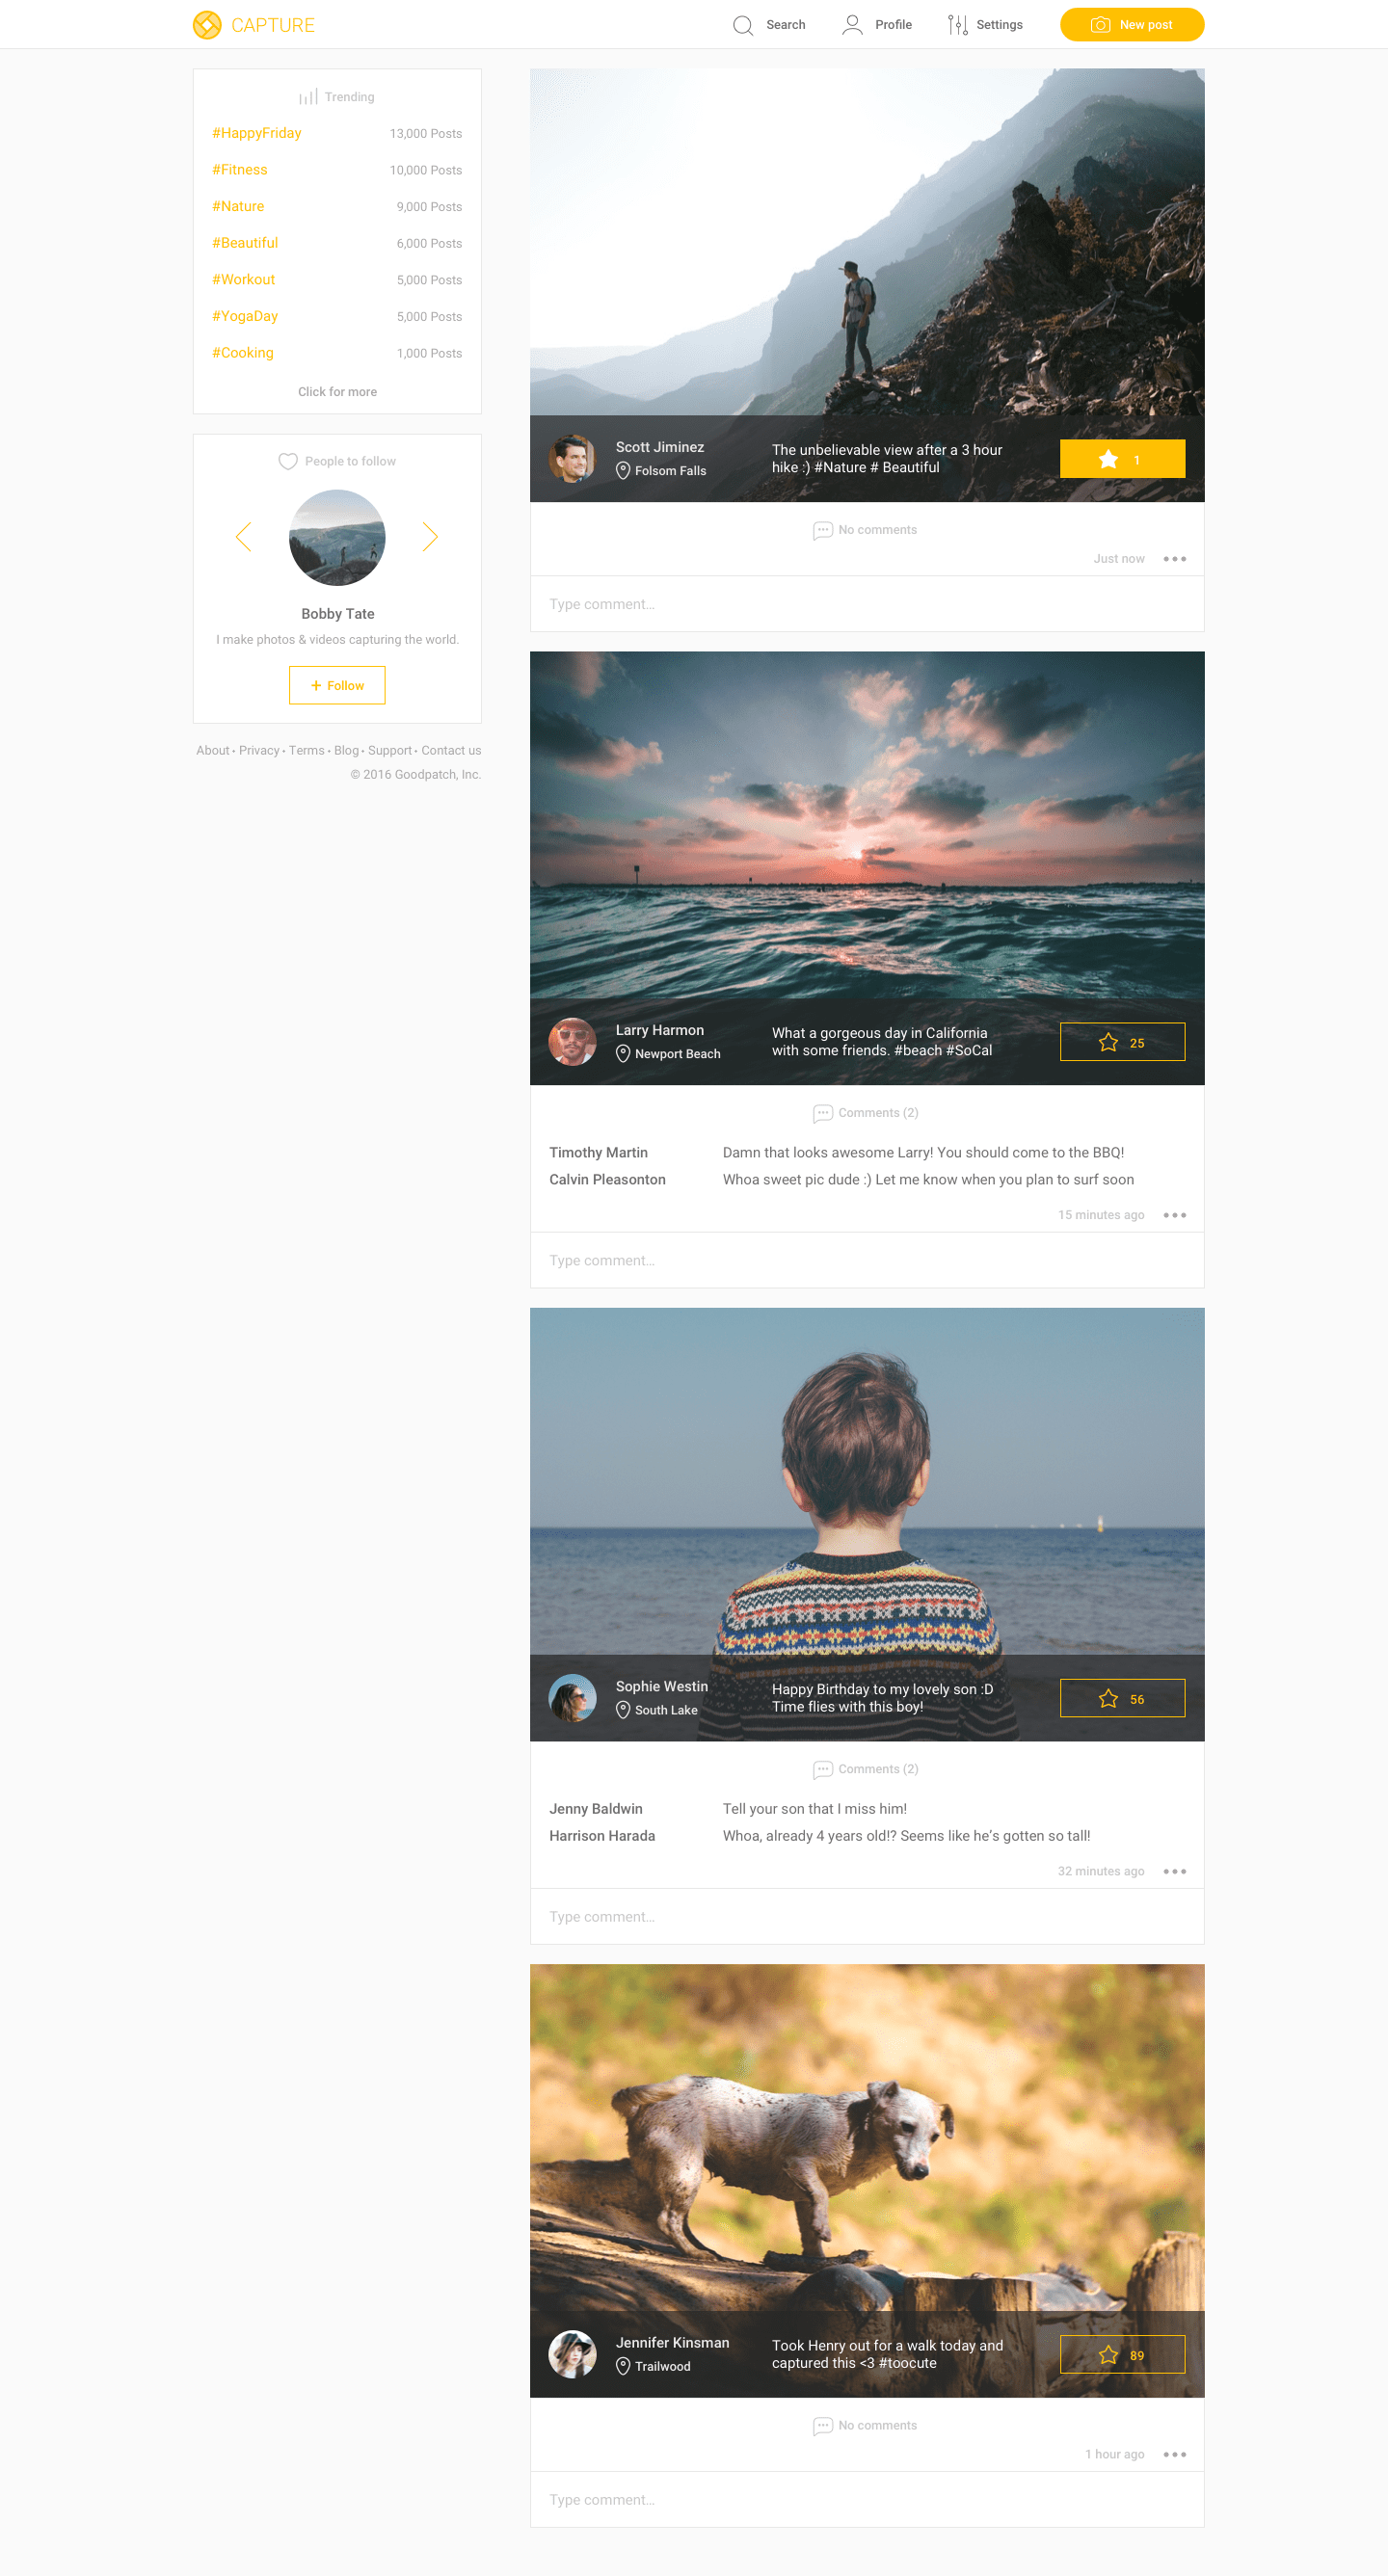 CAPTURE
Search
Profile
Settings
New post
Trending
#HappyFriday 13,000 Posts
#Fitness 10,000 Posts
#Nature 9,000 Posts
#Beautiful 6,000 Posts
#Workout 5,000 Posts
#YogaDay 5,000 Posts
#Cooking 1,000 Posts
Click for more
People to follow
Bobby Tate
I make photos & videos capturing the world.
+ Follow
About • Privacy • Terms • Blog • Support • Contact us
© 2016 Goodpatch, Inc.
Scott Jiminez
Folsom Falls
The unbelievable view after a 3 hour
hike :) #Nature # Beautiful
1
No comments
Just now
Type comment...
Larry Harmon
Newport Beach
What a gorgeous day in California
with some friends. #beach #SoCal
25
Comments (2)
Timothy Martin Damn that looks awesome Larry! You should come to the BBQ!
Calvin Pleasonton Whoa sweet pic dude :) Let me know when you plan to surf soon
15 minutes ago
Type comment...
Sophie Westin
South Lake
Happy Birthday to my lovely son :D
Time flies with this boy!
56
Comments (2)
Jenny Baldwin Tell your son that I miss him!
Harrison Harada Whoa, already 4 years old!? Seems like he’s gotten so tall!
32 minutes ago
Type comment...
Jennifer Kinsman
Trailwood
Took Henry out for a walk today and
captured this <3 #toocute
89
No comments
1 hour ago
Type comment...